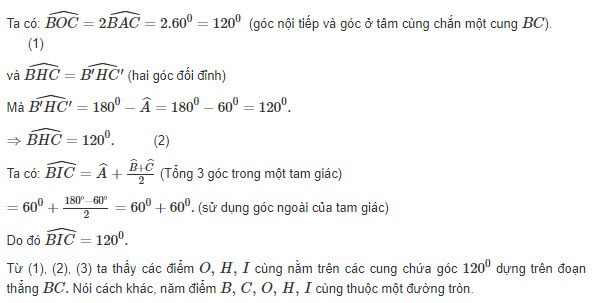 Ta có: $\widehat{BOC} = 2\widehat{BAC} = 2.60^0 = 120^0$ (góc nội tiếp và góc ở tâm cùng chắn một cung $BC$).
(1)
và $\widehat{BHC} = \widehat{B'HC'}$ (hai góc đối đỉnh)
Mà $\widehat{B'HC'} = 180^0 - \hat{A} = 180^0 - 60^0 = 120^0.$
$\Rightarrow \widehat{BHC} = 120^0.$ (2)
Ta có: $\widehat{BIC} = \hat{A} + \frac{\hat{B}+\hat{C}}{2}$ (Tổng 3 góc trong một tam giác)
$= 60^0 + \frac{180^o-60^o}{2} = 60^0 + 60^0.$ (sử dụng góc ngoài của tam giác)
Do đó $\widehat{BIC} = 120^0.$
Từ (1), (2), (3) ta thấy các điểm $O, H, I$ cùng nằm trên các cung chứa góc $120^0$ dựng trên đoạn
thẳng $BC$. Nói cách khác, năm điểm $B, C, O, H, I$ cùng thuộc một đường tròn.